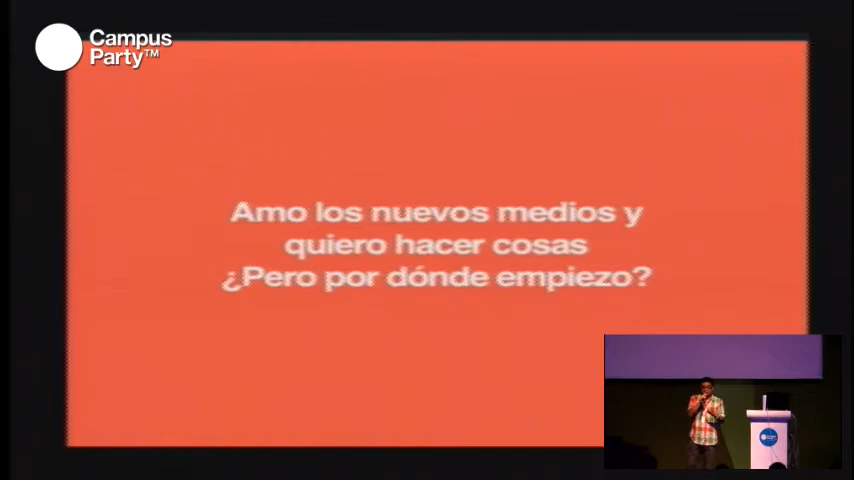 Campus
Party™
Amo los nuevos medios y
quiero hacer cosas
¿Pero por dónde empiezo?